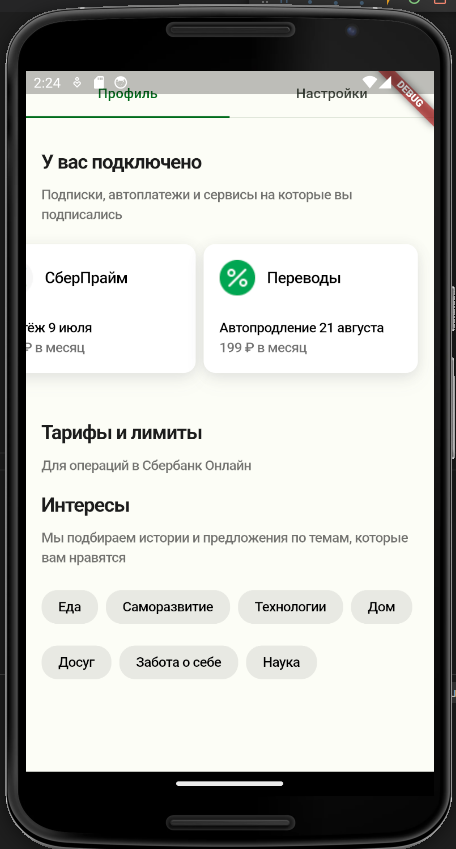 2:24
DEBUG
Профиль Настройки
У вас подключено
Подписки, автоплатежи и сервисы на которые вы
подписались
СберПрайм Переводы
тёж 9 июля Автопродление 21 августа
₽ в месяц 199 ₽ в месяц
Тарифы и лимиты
Для операций в Сбербанк Онлайн
Интересы
Мы подбираем истории и предложения по темам, которые
вам нравятся
Еда Саморазвитие Технологии Дом
Досуг Забота о себе Наука